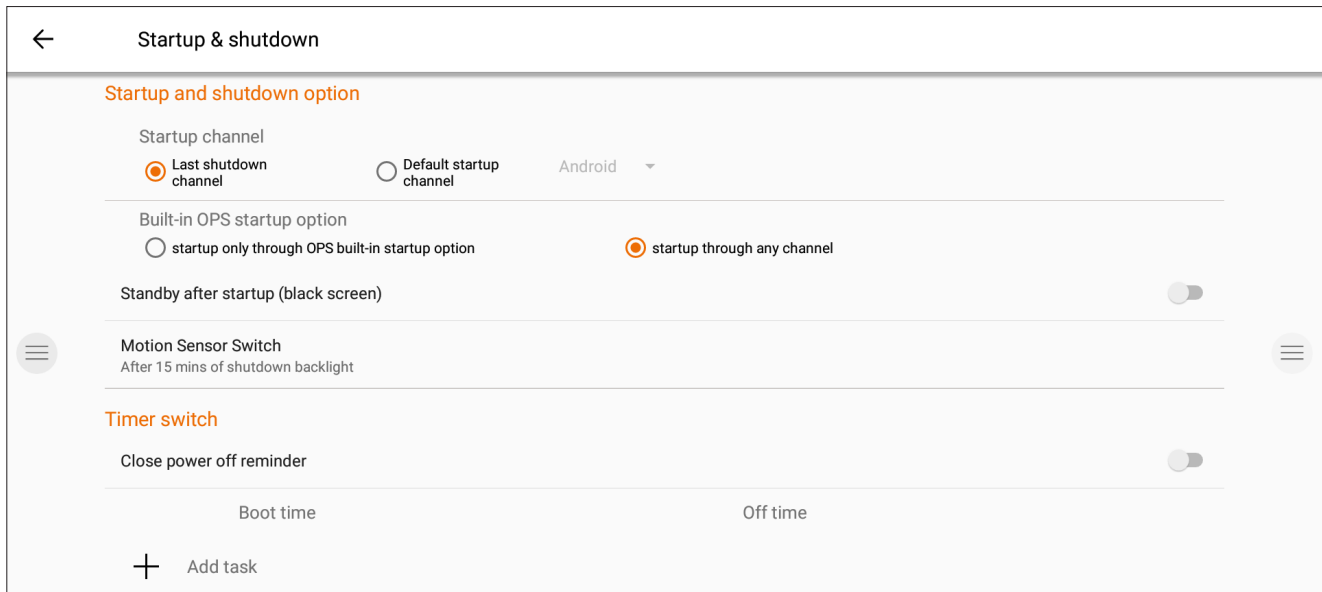 Startup & shutdown
Startup and shutdown option
Startup channel
Last shutdown
channel
Default startup
channel
Android
Built-in OPS startup option
startup only through OPS built-in startup option
startup through any channel
Standby after startup (black screen)
Motion Sensor Switch
After 15 mins of shutdown backlight
Timer switch
Close power off reminder
Boot time
Off time
Add task